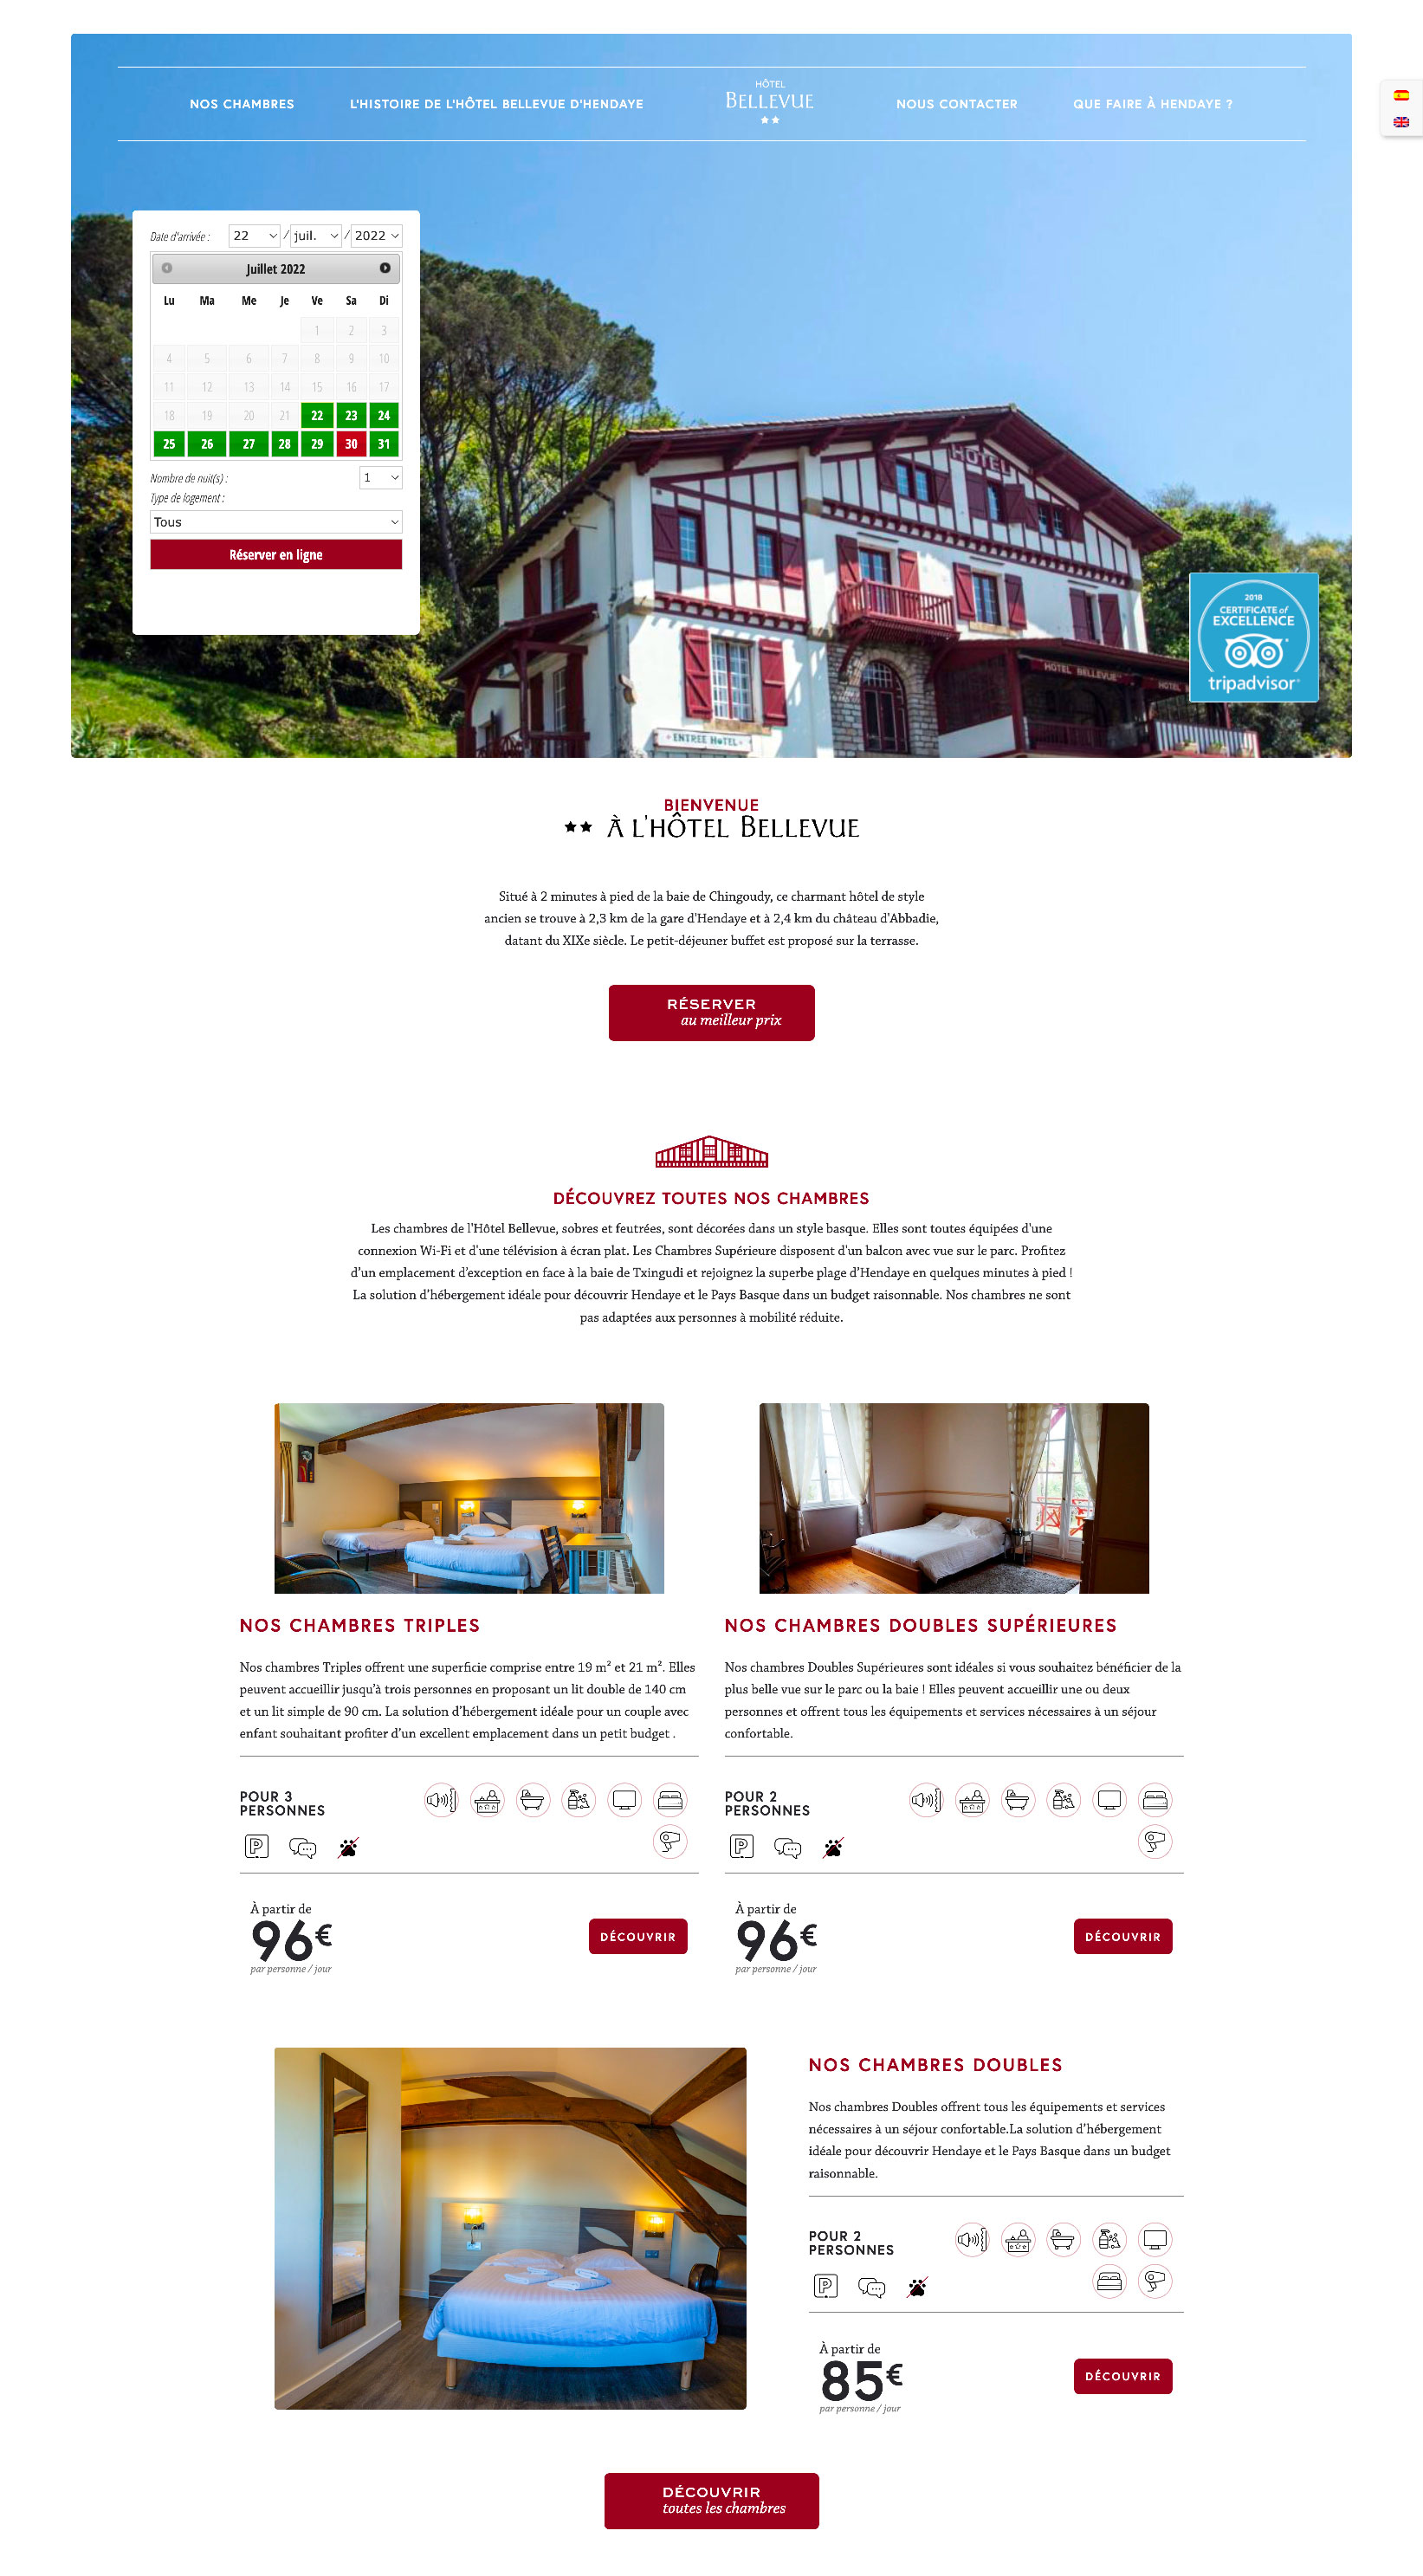 NOS CHAMBRES
L'HISTOIRE DE L'HÔTEL BELLEVUE D'HENDAYE
HÔTEL
BELLEVUE
NOUS CONTACTER
QUE FAIRE À HENDAYE ?
Date d'arrivée :
22 / juil. / 2022
Juillet 2022
Lu Ma Me Je Ve Sa Di
1 2 3
4 5 6 7 8 9 10
11 12 13 14 15 16 17
18 19 20 21 22 23 24
25 26 27 28 29 30 31
Nombre de nuit(s) : 1
Type de logement :
Tous
Réserver en ligne
HOTEL
HOTEL BELLEVUE
HOTEL
ENTREE HOTEL
2018
CERTIFICATE of
EXCELLENCE
tripadvisor®
BIENVENUE
À L'HÔTEL BELLEVUE
Situé à 2 minutes à pied de la baie de Chingoudy, ce charmant hôtel de style
ancien se trouve à 2,3 km de la gare d'Hendaye et à 2,4 km du château d'Abbadie,
datant du XIXe siècle. Le petit-déjeuner buffet est proposé sur la terrasse.
RÉSERVER
au meilleur prix
DÉCOUVREZ TOUTES NOS CHAMBRES
Les chambres de l'Hôtel Bellevue, sobres et feutrées, sont décorées dans un style basque. Elles sont toutes équipées d'une
connexion Wi-Fi et d'une télévision à écran plat. Les Chambres Supérieure disposent d'un balcon avec vue sur le parc. Profitez
d’un emplacement d’exception en face à la baie de Txingudi et rejoignez la superbe plage d’Hendaye en quelques minutes à pied !
La solution d’hébergement idéale pour découvrir Hendaye et le Pays Basque dans un budget raisonnable. Nos chambres ne sont
pas adaptées aux personnes à mobilité réduite.
NOS CHAMBRES TRIPLES
Nos chambres Triples offrent une superficie comprise entre 19 m² et 21 m². Elles
peuvent accueillir jusqu’à trois personnes en proposant un lit double de 140 cm
et un lit simple de 90 cm. La solution d’hébergement idéale pour un couple avec
enfant souhaitant profiter d’un excellent emplacement dans un petit budget .
POUR 3
PERSONNES
P
À partir de
96€
par personne / jour
DÉCOUVRIR
NOS CHAMBRES DOUBLES SUPÉRIEURES
Nos chambres Doubles Supérieures sont idéales si vous souhaitez bénéficier de la
plus belle vue sur le parc ou la baie ! Elles peuvent accueillir une ou deux
personnes et offrent tous les équipements et services nécessaires à un séjour
confortable.
POUR 2
PERSONNES
P
À partir de
96€
par personne / jour
DÉCOUVRIR
NOS CHAMBRES DOUBLES
Nos chambres Doubles offrent tous les équipements et services
nécessaires à un séjour confortable.La solution d’hébergement
idéale pour découvrir Hendaye et le Pays Basque dans un budget
raisonnable.
POUR 2
PERSONNES
P
À partir de
85€
par personne / jour
DÉCOUVRIR
DÉCOUVRIR
toutes les chambres